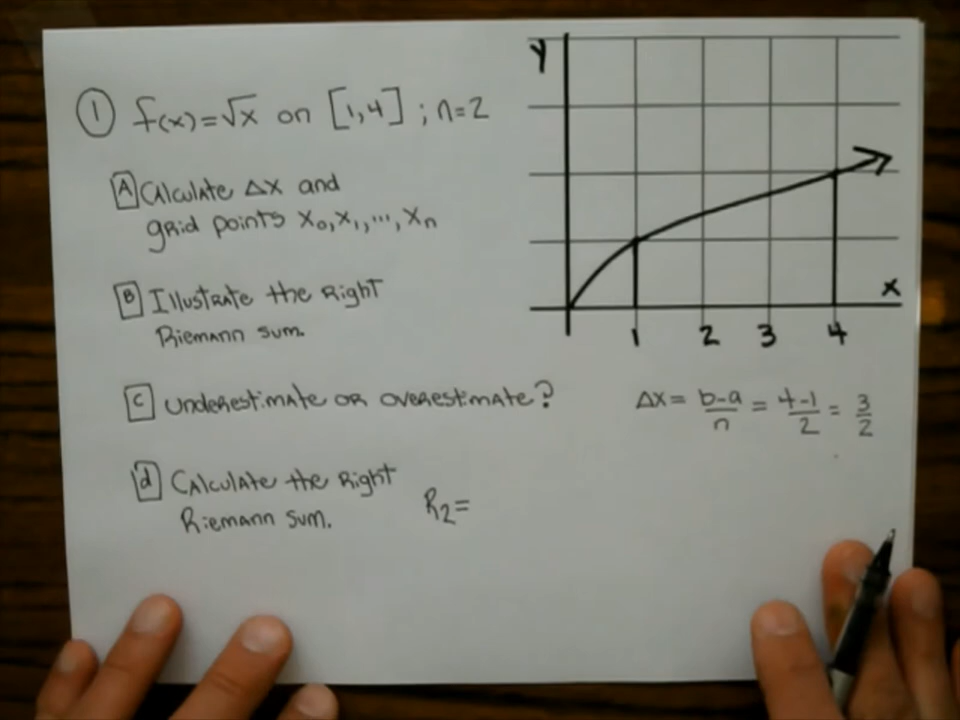 1 f(x)=√x on [1,4] ; n=2
A Calculate Δx and
grid points x₀,x₁,...,xₙ
B Illustrate the Right
Riemann sum.
C Underestimate or overestimate?
d Calculate the Right
Riemann sum.
R₂=
y
x
1 2 3 4
Δx = b-a/n = 4-1/2 = 3/2